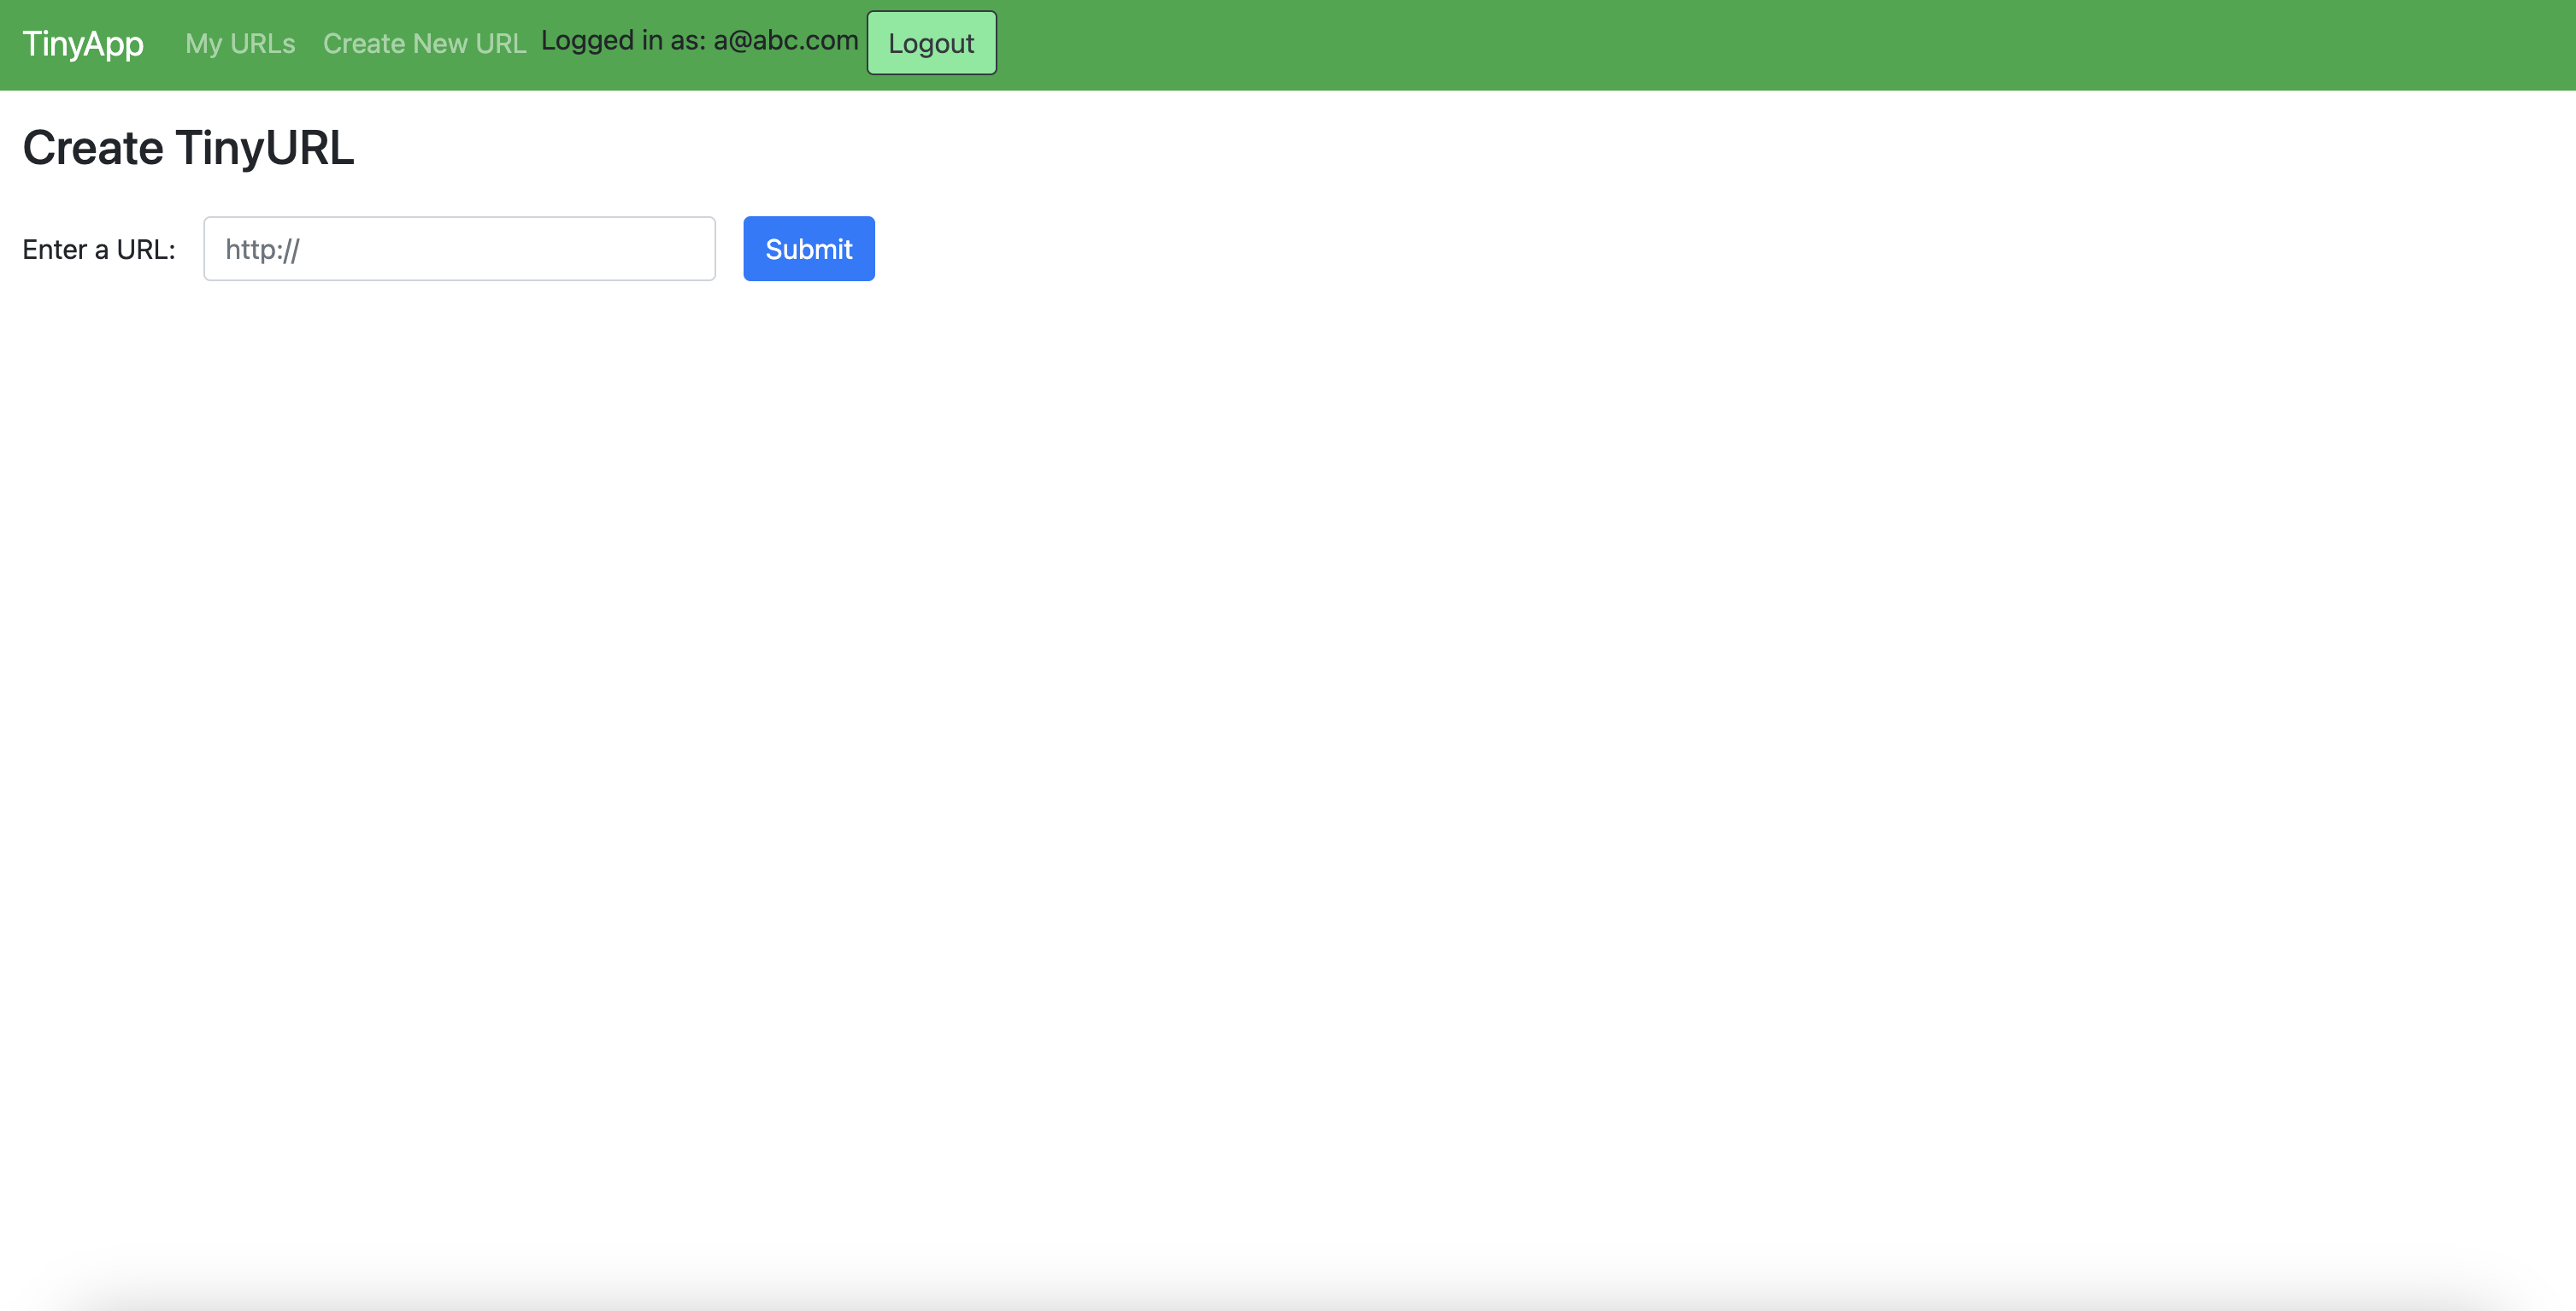 TinyApp My URLs Create New URL Logged in as: a@abc.com Logout
Create TinyURL
Enter a URL: http:// Submit